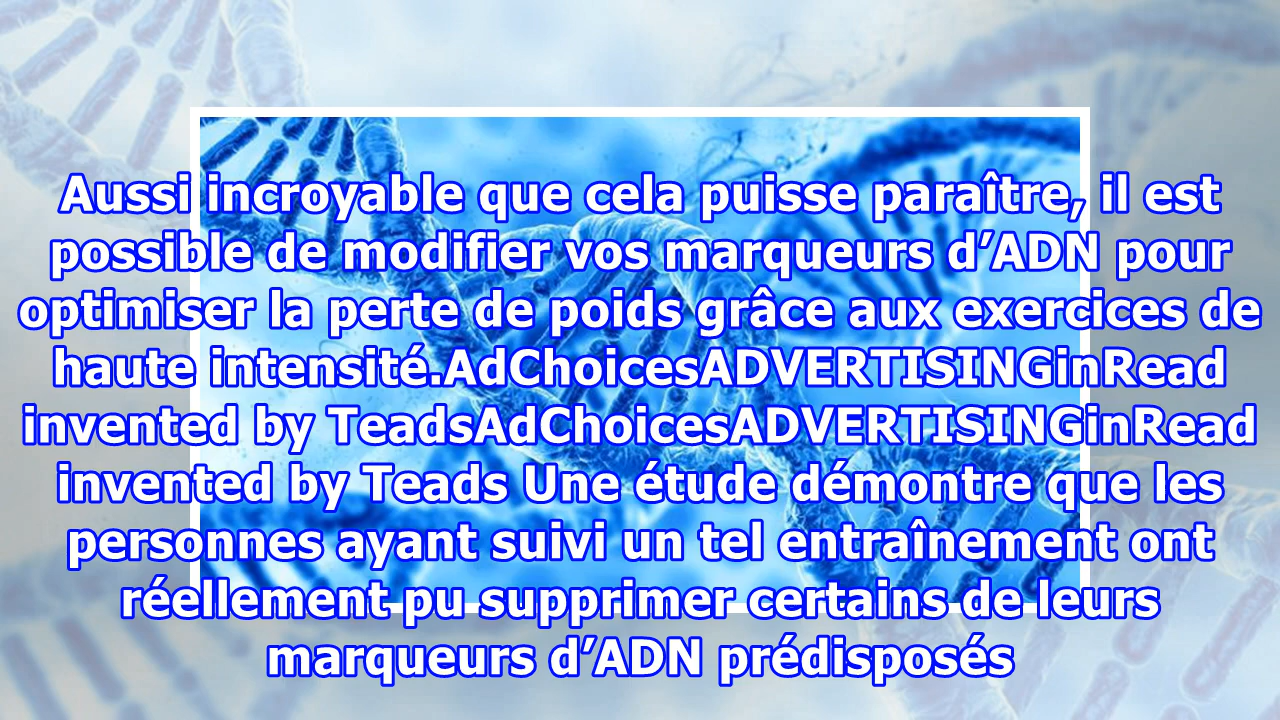 Aussi incroyable que cela puisse paraître, il est
possible de modifier vos marqueurs d’ADN pour
optimiser la perte de poids grâce aux exercices de
haute intensité.AdChoicesADVERTISINGinRead
invented by TeadsAdChoicesADVERTISINGinRead
invented by Teads Une étude démontre que les
personnes ayant suivi un tel entraînement ont
réellement pu supprimer certains de leurs
marqueurs d’ADN prédisposés